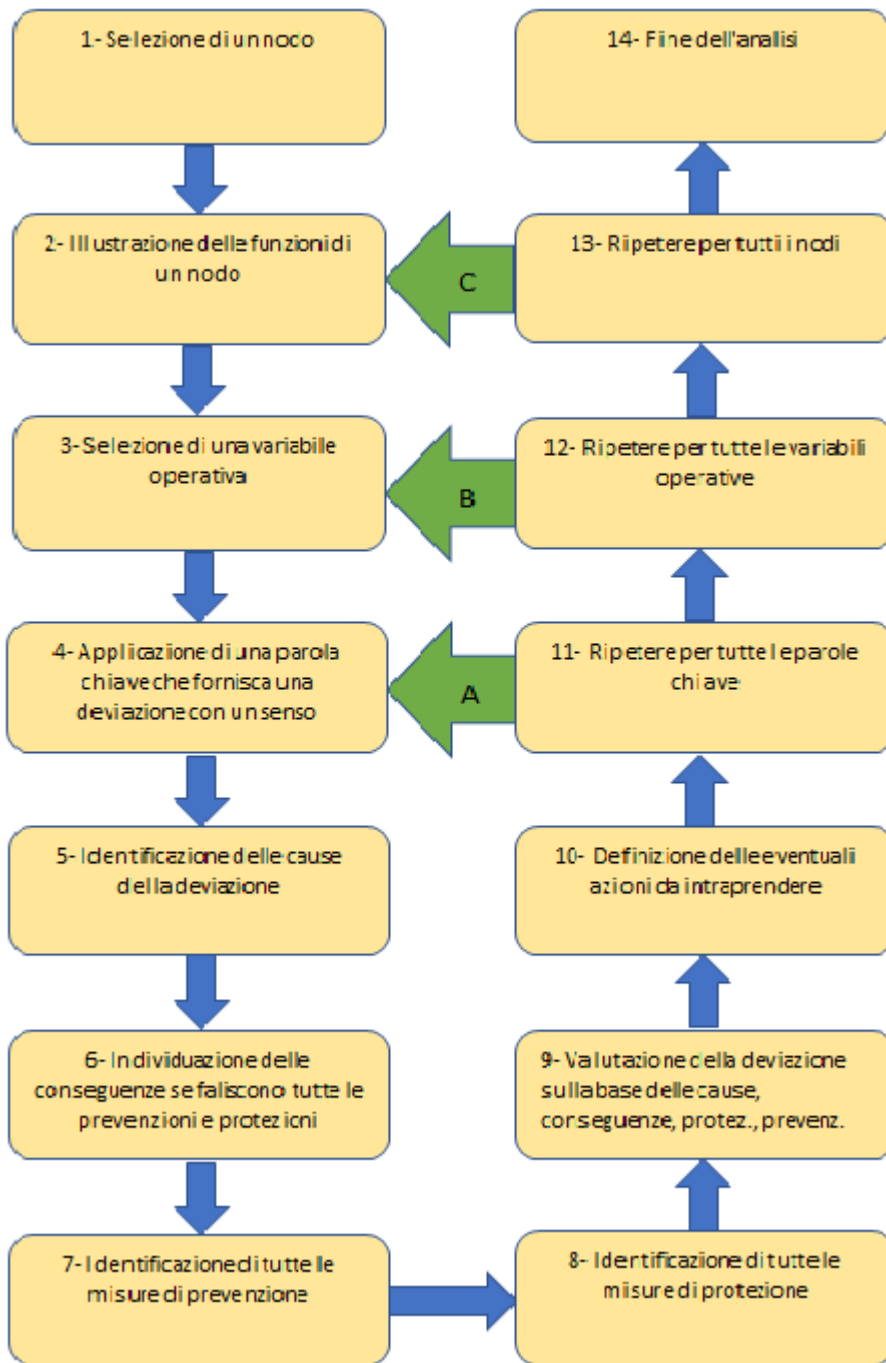 1- Selezione di un nodo
14- Fine dell'analisi
2- Illustrazione delle funzioni di
un nodo
C
13- Ripetere per tutti i nodi
3- Selezione di una variabile
operativa
B
12- Ripetere per tutte le variabili
operative
4- Applicazione di una parola
chiave che fornisca una
deviazione con un senso
A
11- Ripetere per tutte le parole
chiave
5- Identificazione delle cause
della deviazione
10- Definizione delle eventuali
azioni da intraprendere
6- Individuazione delle
conseguenze se faliscono tutte le
prevenzioni e protezioni
9- Valutazione della deviazione
sulla base delle cause,
conseguenze, protez., prevenz.
7- Identificazione di tutte le
misure di prevenzione
8- Identificazione di tutte le
misure di protezione